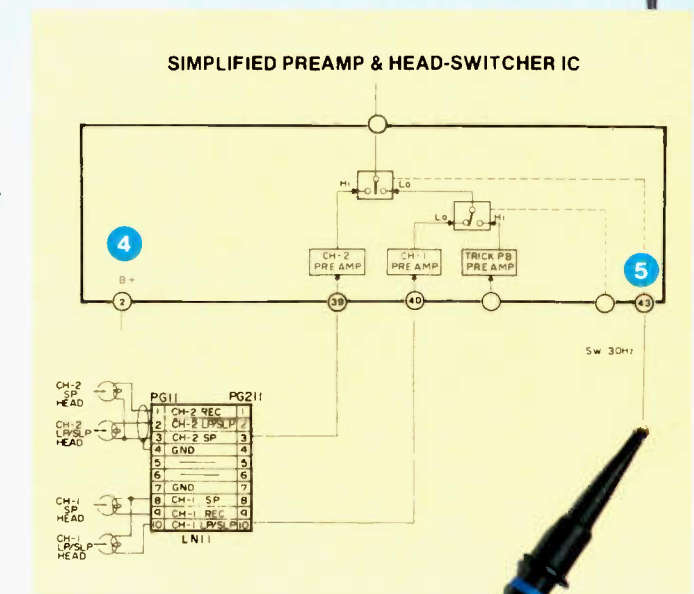 SIMPLIFIED PREAMP & HEAD-SWITCHER IC
Hi Lo
Lo Hi
4
B+
CH-2
PRE AMP
CH-1
PRE AMP
TRICK PB
PRE AMP
5
2
39
40
43
SW 30Hz
PG11 PG211
CH-2
SP
HEAD
CH-2
LP/SLP
HEAD
CH-1
SP
HEAD
CH-1
LP/SLP
HEAD
1 CH-2 REC 1
2 CH-2 LP/SLP 2
3 CH-2 SP 3
4 GND 4
5 5
6 6
7 GND 7
8 CH-1 SP 8
9 CH-1 REC 9
10 CH-1 LP/SLP 10
LN11